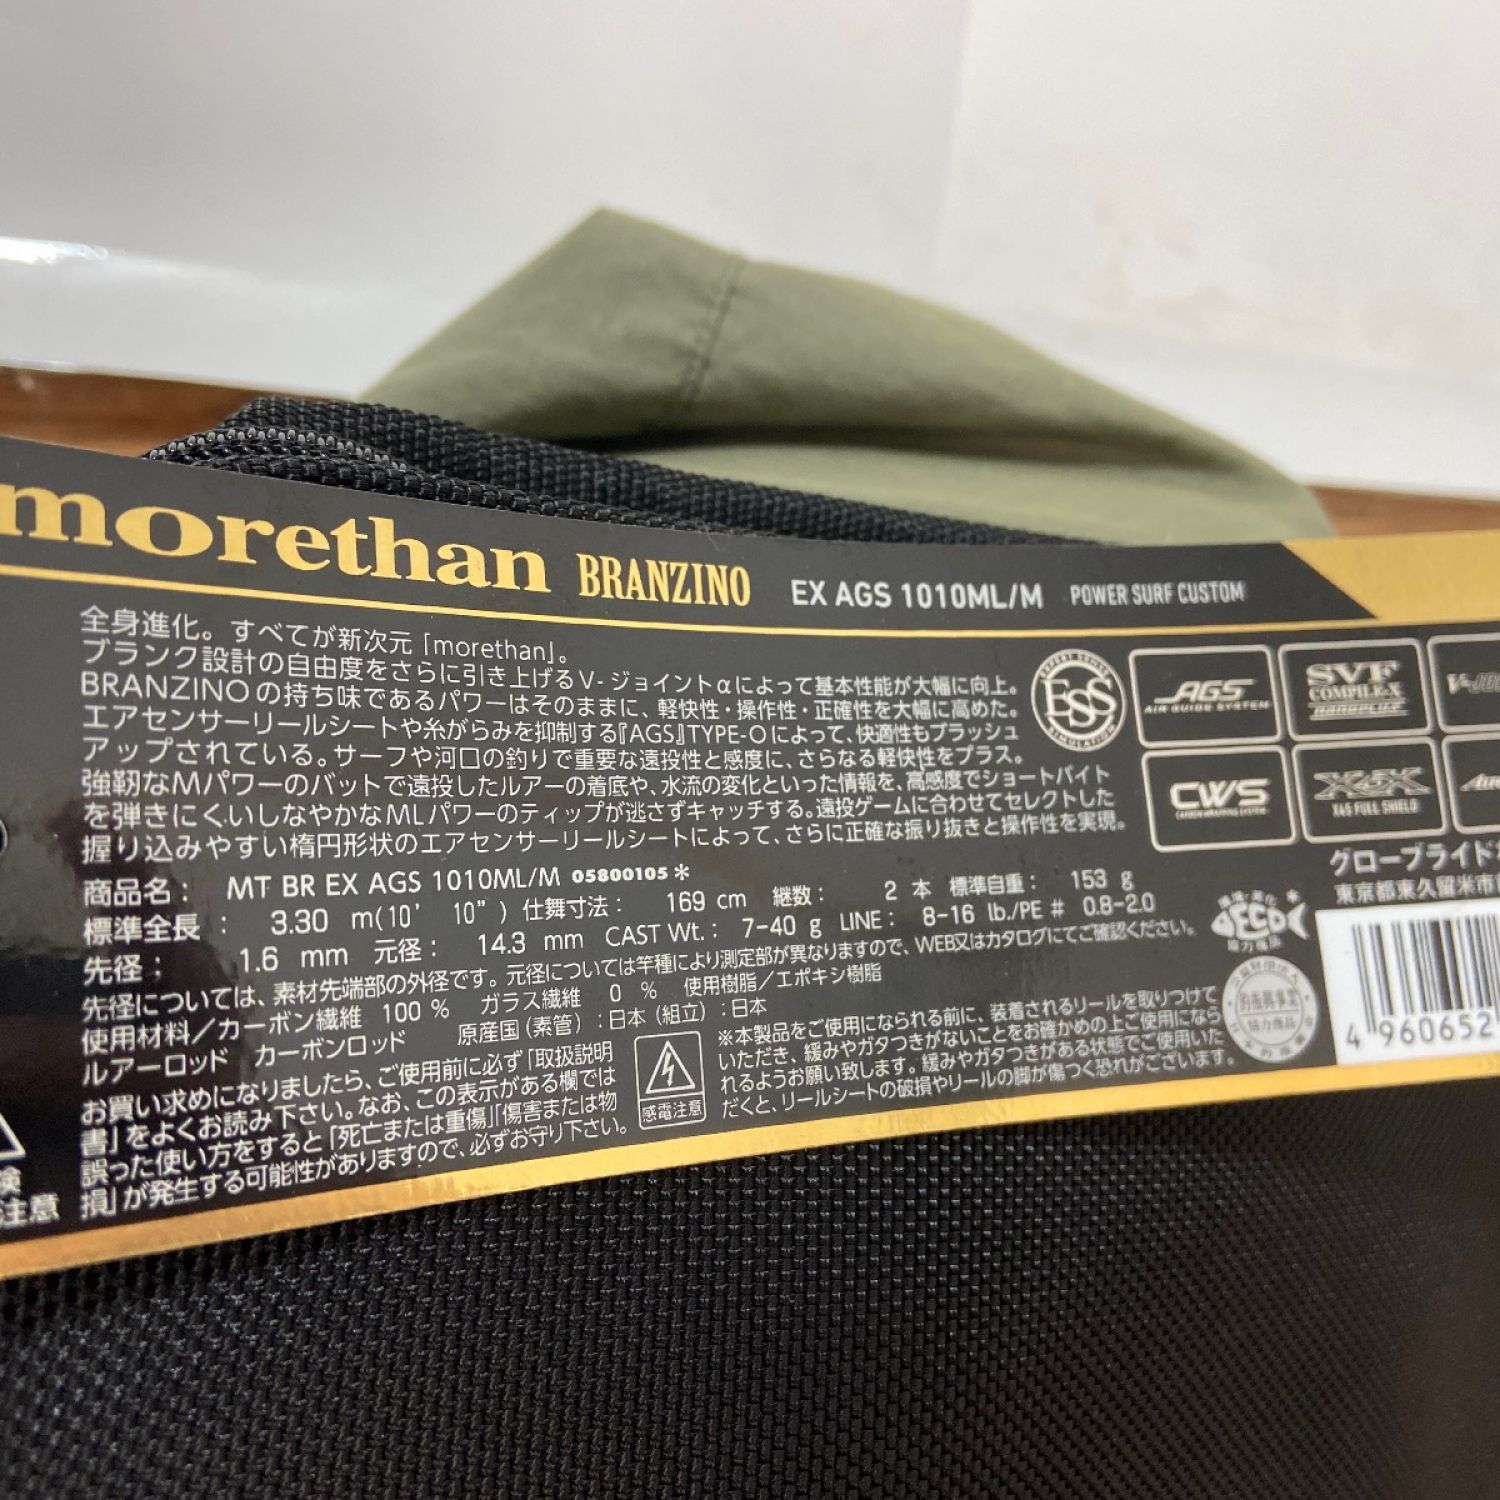 morethan BRANZINO EX AGS 1010ML/M POWER SURF CUSTOM
全身進化。すべてが新次元「morethan」。
ブランク設計の自由度をさらに引き上げるV-ジョイントαによって基本性能が大幅に向上。
BRANZINOの持ち味であるパワーはそのままに、軽快性・操作性・正確性を大幅に高めた。
エアセンサーリールシートや糸がらみを抑制する『AGS』TYPE-Oによって、快適性もブラッシュ
アップされている。サーフや河口の釣りで重要な遠投性と感度に、さらなる軽快性をプラス。
強靭なMパワーのバットで遠投したルアーの着底や、水流の変化といった情報を、高感度でショートバイト
を弾きにくいしなやかなMLパワーのティップが逃さずキャッチする。遠投ゲームに合わせてセレクトした
握り込みやすい楕円形状のエアセンサーリールシートによって、さらに正確な振り抜きと操作性を実現。
ESS
EXPERT SENSE
SIMULATION
AGS
AIR GUIDE SYSTEM
SVF
COMPILE-X
NANOPLUS
CWS
X45 FULL SHIELD
商品名: MT BR EX AGS 1010ML/M 05800105*
標準全長: 3.30 m(10' 10") 仕舞寸法: 169 cm 継数: 2 本 標準自重: 153 g
先径: 1.6 mm 元径: 14.3 mm CAST Wt.: 7-40 g LINE: 8-16 lb./PE # 0.8-2.0
先径については、素材先端部の外径です。元径については竿種により測定部が異なりますので、WEB又はカタログにてご確認ください。
使用材料/カーボン繊維 100 % ガラス繊維 0 % 使用樹脂/エポキシ樹脂
ルアーロッド カーボンロッド 原産国(素管):日本(組立):日本
お買い求めになりましたら、ご使用前に必ず「取扱説明
書」をよくお読み下さい。なお、この表示がある欄では
誤った使い方をすると「死亡または重傷」「傷害または物
損」が発生する可能性がありますので、必ずお守り下さい。
注意
感電注意
※本製品をご使用になられる前に、装着されるリールを取りつけて
いただき、緩みやガタつきがないことをお確かめの上ご使用になら
れるようお願い致します。緩みやガタつきがある状態でご使用いた
だくと、リールシートの破損やリールの脚が傷つく恐れがございます。
ECO
グローブライド
東京都東久留米市
4 960652